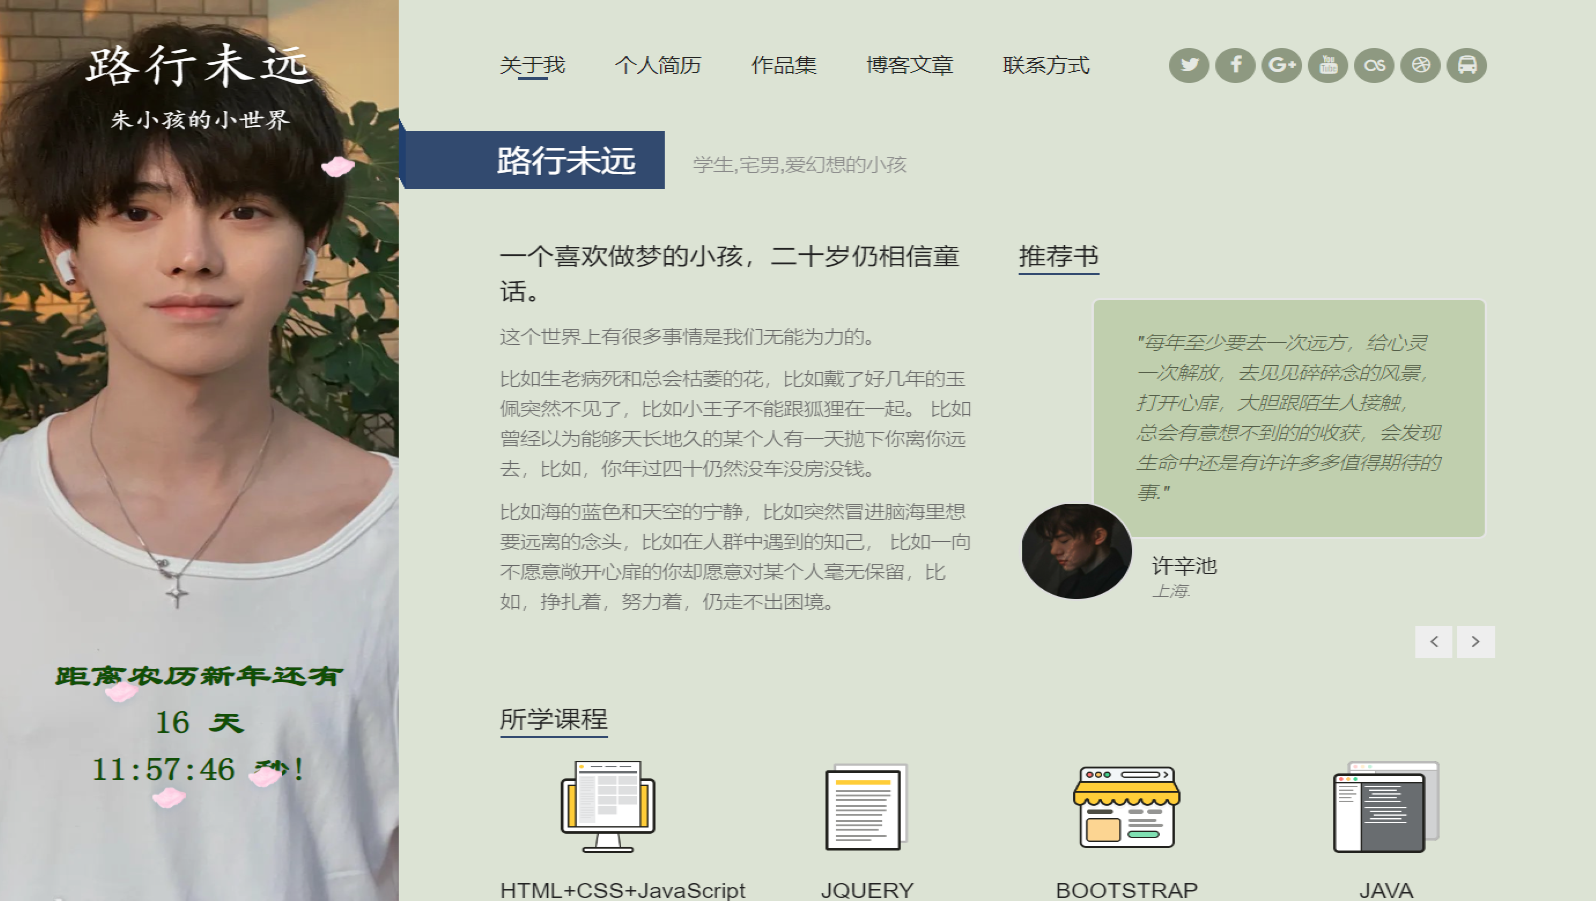 路行未远
朱小孩的小世界
距离农历新年还有
16 天
11:57:46 秒!
关于我 个人简历 作品集 博客文章 联系方式
路行未远
学生,宅男,爱幻想的小孩
一个喜欢做梦的小孩，二十岁仍相信童
话。
这个世界上有很多事情是我们无能为力的。
比如生老病死和总会枯萎的花，比如戴了好几年的玉
佩突然不见了，比如小王子不能跟狐狸在一起。 比如
曾经以为能够天长地久的某个人有一天抛下你离你远
去，比如，你年过四十仍然没车没房没钱。
比如海的蓝色和天空的宁静，比如突然冒进脑海里想
要远离的念头，比如在人群中遇到的知己， 比如一向
不愿意敞开心扉的你却愿意对某个人毫无保留，比
如，挣扎着，努力着，仍走不出困境。
推荐书
"每年至少要去一次远方，给心灵
一次解放，去见见碎碎念的风景，
打开心扉，大胆跟陌生人接触，
总会有意想不到的的收获，会发现
生命中还是有许许多多值得期待的
事."
许辛池
上海.
所学课程
HTML+CSS+JavaScript
JQUERY
BOOTSTRAP
JAVA